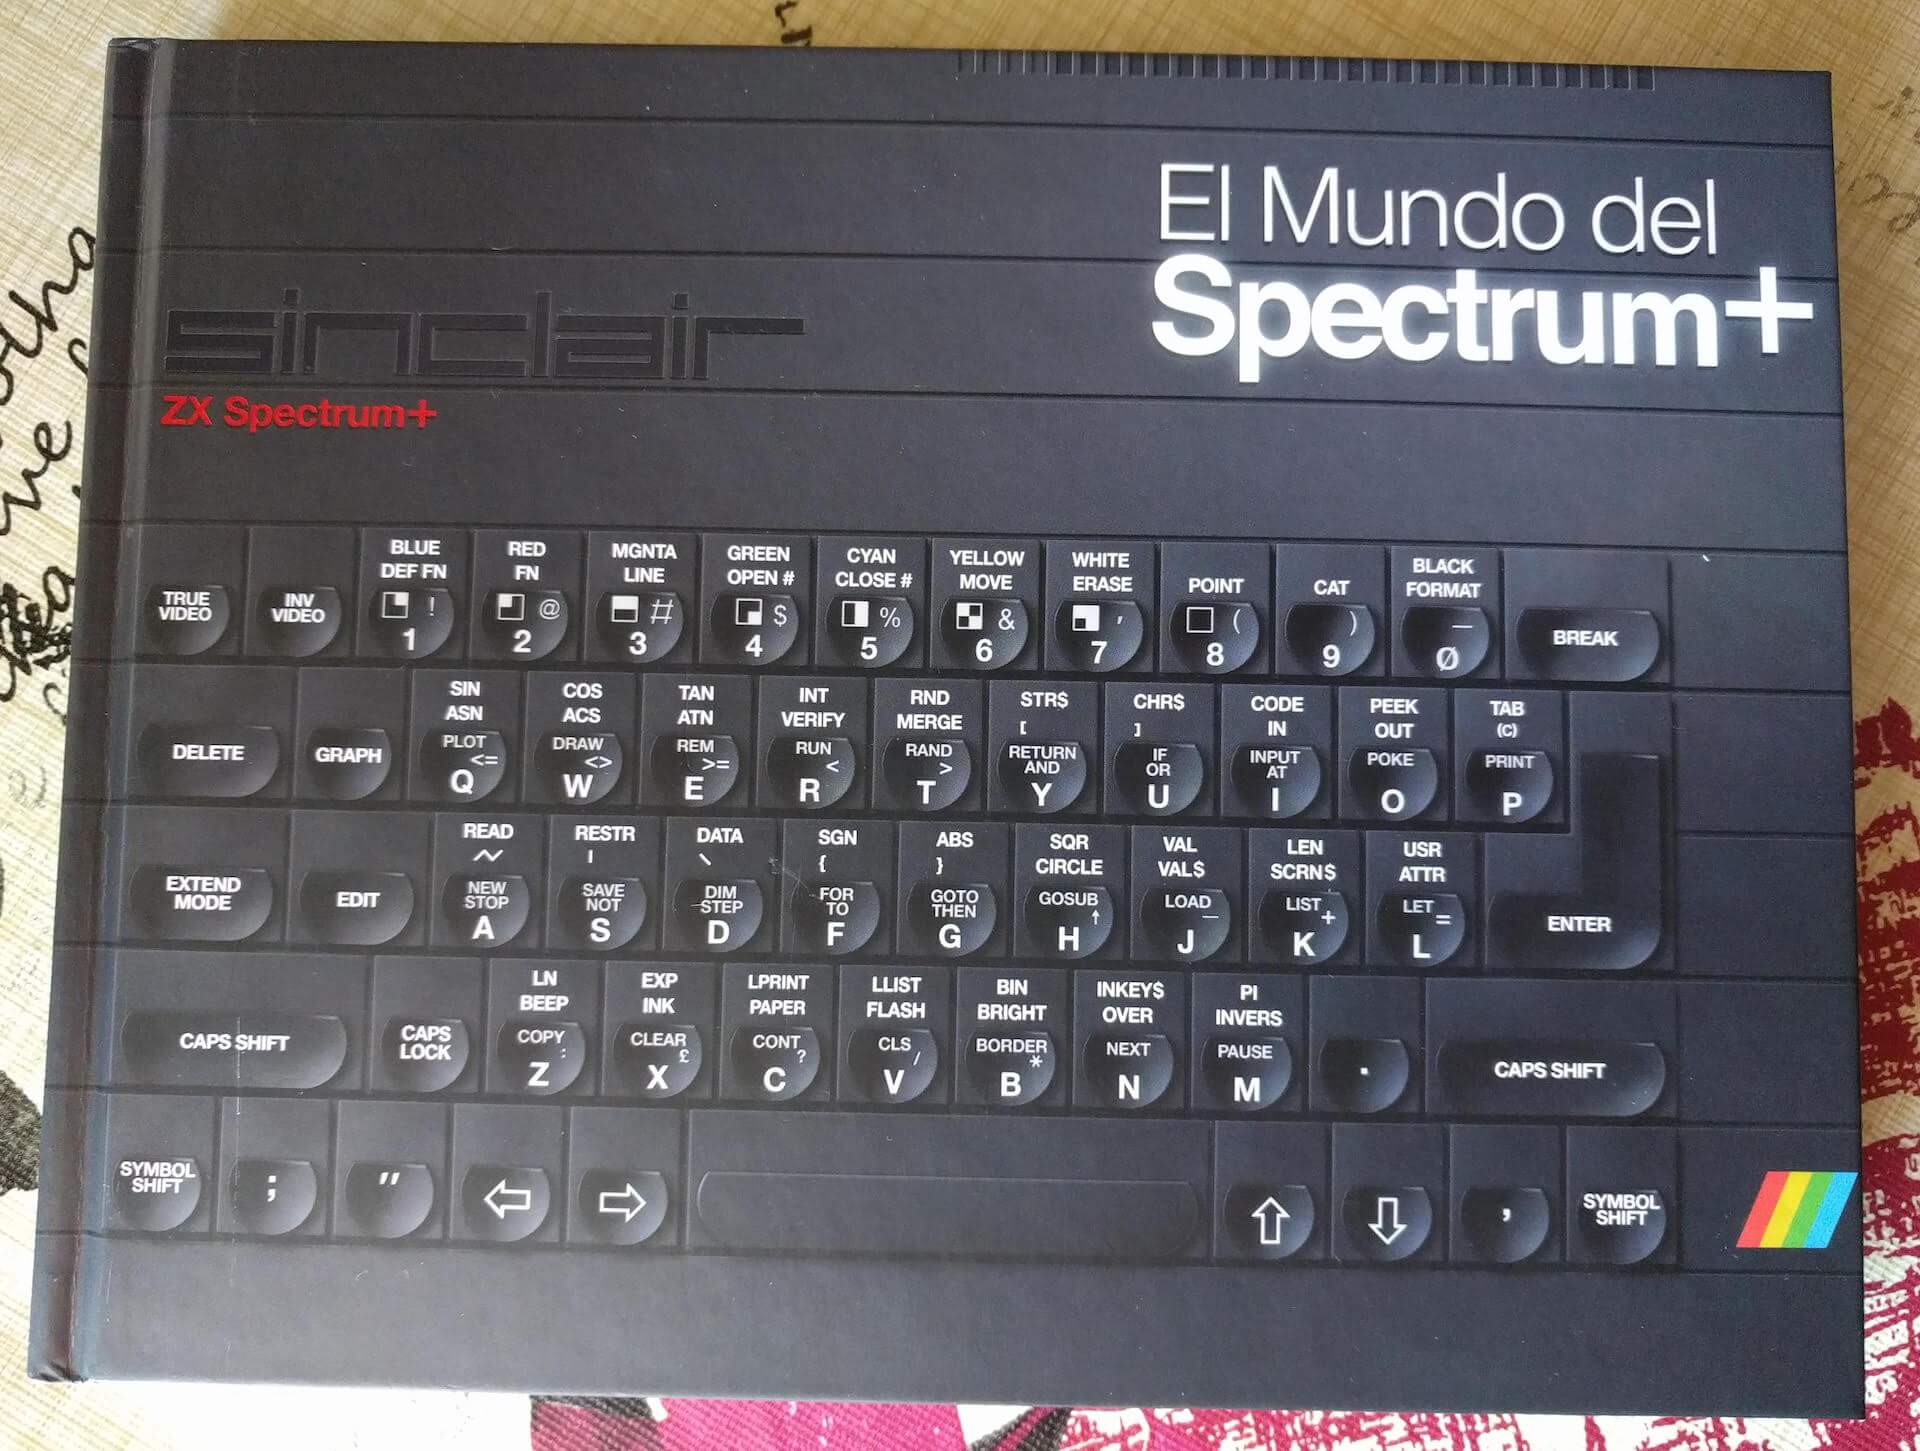 El Mundo del
Spectrum+
sinclair
ZX Spectrum+
BLUE RED MGNTA GREEN CYAN YELLOW WHITE BLACK
DEF FN FN LINE OPEN # CLOSE # MOVE ERASE POINT CAT FORMAT
TRUE VIDEO INV VIDEO ! @ # $ % & ' ( ) _ BREAK
1 2 3 4 5 6 7 8 9 Ø
SIN COS TAN INT RND STR$ CHR$ CODE PEEK TAB
ASN ACS ATN VERIFY MERGE [ ] IN OUT (C)
DELETE GRAPH PLOT <= DRAW <> REM >= RUN < RAND > RETURN AND IF OR INPUT AT POKE PRINT
Q W E R T Y U I O P
READ RESTR DATA SGN ABS SQR VAL LEN USR
~ | \ { } CIRCLE VAL$ SCRN$ ATTR
EXTEND MODE EDIT NEW STOP SAVE NOT DIM STEP FOR TO GOTO THEN GOSUB ↑ LOAD — LIST + LET = ENTER
A S D F G H J K L
LN EXP LPRINT LLIST BIN INKEY$ PI
BEEP INK PAPER FLASH BRIGHT OVER INVERS
CAPS SHIFT CAPS LOCK COPY : CLEAR £ CONT ? CLS / BORDER * NEXT PAUSE . CAPS SHIFT
Z X C V B N M
SYMBOL SHIFT ; " ⇦ ⇨ ⇧ ⇩ , SYMBOL SHIFT